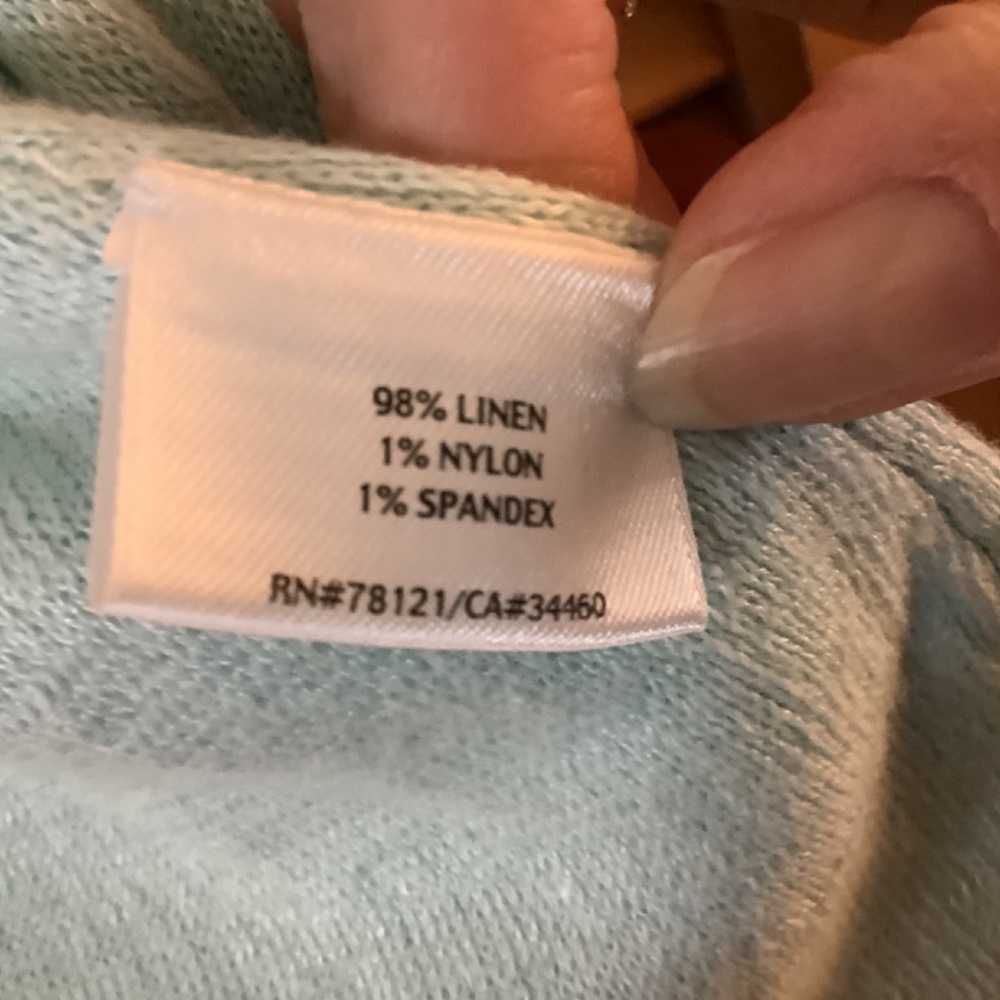 98% LINEN
1% NYLON
1% SPANDEX
RN#78121/CA#34460